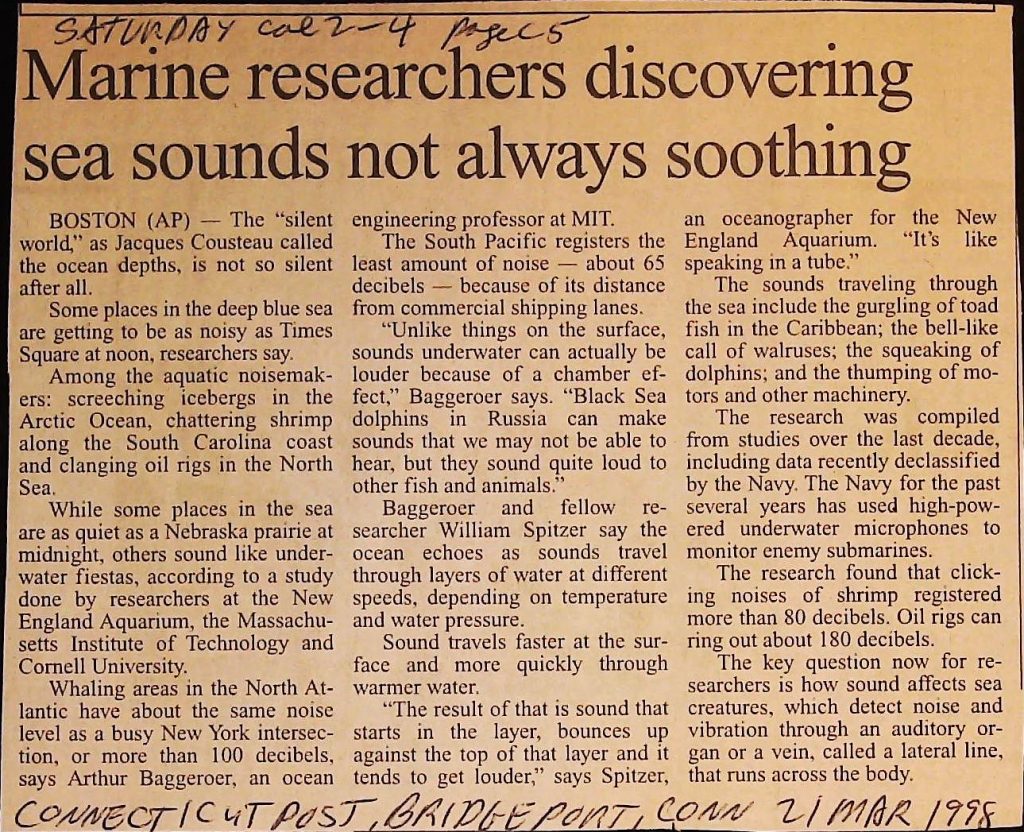 SATURDAY col 2-4 page C5
Marine researchers discovering
sea sounds not always soothing
BOSTON (AP) — The “silent
world,” as Jacques Cousteau called
the ocean depths, is not so silent
after all.
Some places in the deep blue sea
are getting to be as noisy as Times
Square at noon, researchers say.
Among the aquatic noisemak-
ers: screeching icebergs in the
Arctic Ocean, chattering shrimp
along the South Carolina coast
and clanging oil rigs in the North
Sea.
While some places in the sea
are as quiet as a Nebraska prairie at
midnight, others sound like under-
water fiestas, according to a study
done by researchers at the New
England Aquarium, the Massachu-
setts Institute of Technology and
Cornell University.
Whaling areas in the North At-
lantic have about the same noise
level as a busy New York intersec-
tion, or more than 100 decibels,
says Arthur Baggeroer, an ocean
engineering professor at MIT.
The South Pacific registers the
least amount of noise — about 65
decibels — because of its distance
from commercial shipping lanes.
“Unlike things on the surface,
sounds underwater can actually be
louder because of a chamber ef-
fect,” Baggeroer says. “Black Sea
dolphins in Russia can make
sounds that we may not be able to
hear, but they sound quite loud to
other fish and animals.”
Baggeroer and fellow re-
searcher William Spitzer say the
ocean echoes as sounds travel
through layers of water at different
speeds, depending on temperature
and water pressure.
Sound travels faster at the sur-
face and more quickly through
warmer water.
“The result of that is sound that
starts in the layer, bounces up
against the top of that layer and it
tends to get louder,” says Spitzer,
an oceanographer for the New
England Aquarium. “It’s like
speaking in a tube.”
The sounds traveling through
the sea include the gurgling of toad
fish in the Caribbean; the bell-like
call of walruses; the squeaking of
dolphins; and the thumping of mo-
tors and other machinery.
The research was compiled
from studies over the last decade,
including data recently declassified
by the Navy. The Navy for the past
several years has used high-pow-
ered underwater microphones to
monitor enemy submarines.
The research found that click-
ing noises of shrimp registered
more than 80 decibels. Oil rigs can
ring out about 180 decibels.
The key question now for re-
searchers is how sound affects sea
creatures, which detect noise and
vibration through an auditory or-
gan or a vein, called a lateral line,
that runs across the body.
CONNECTICUT POST, BRIDGEPORT, CONN 21 MAR 1998